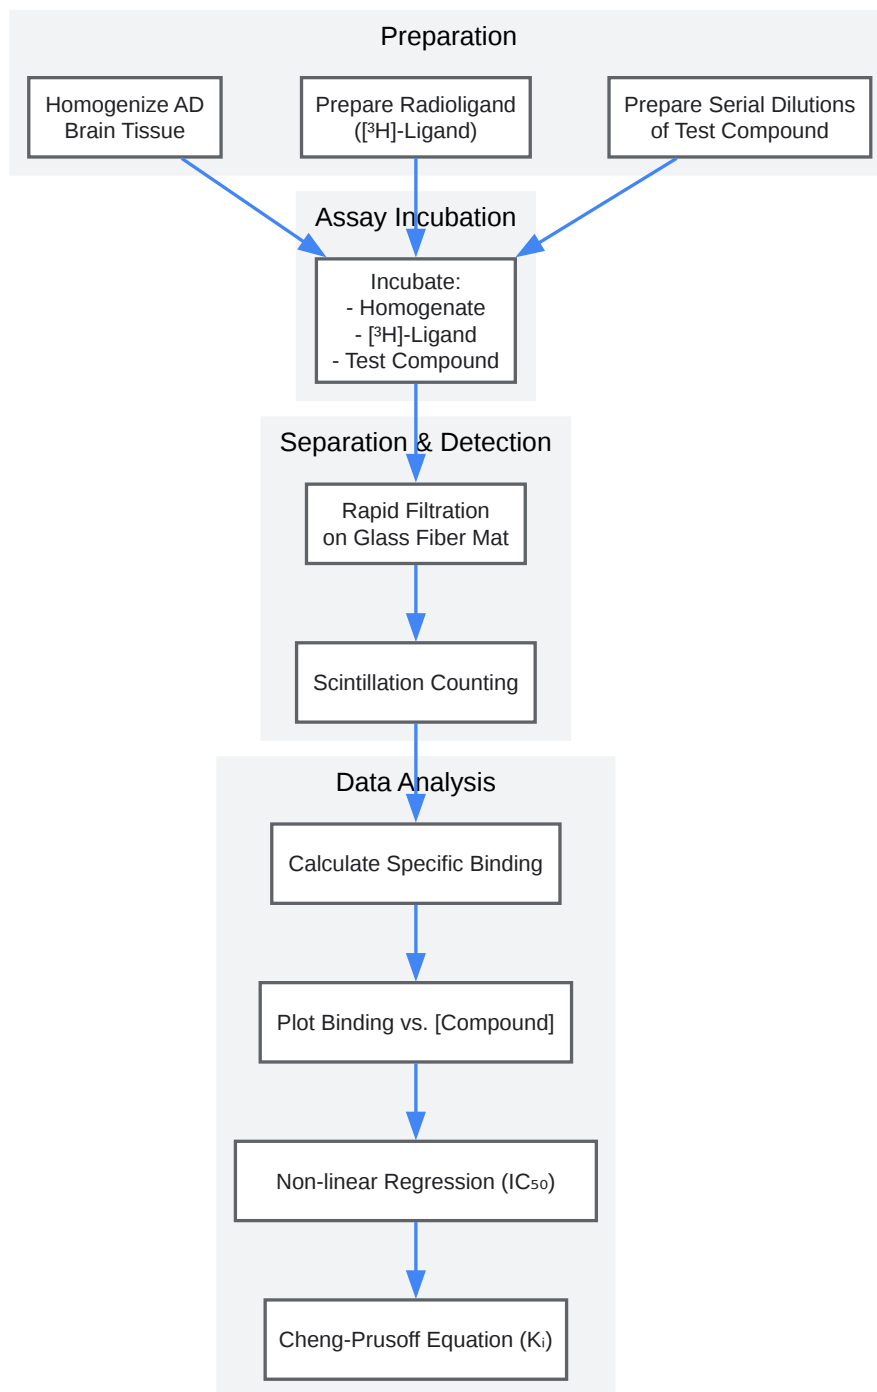 Preparation
Homogenize AD
Brain Tissue
Prepare Radioligand
([³H]-Ligand)
Prepare Serial Dilutions
of Test Compound
Assay Incubation
Incubate:
- Homogenate
- [³H]-Ligand
- Test Compound
Separation & Detection
Rapid Filtration
on Glass Fiber Mat
Scintillation Counting
Data Analysis
Calculate Specific Binding
Plot Binding vs. [Compound]
Non-linear Regression (IC₅₀)
Cheng-Prusoff Equation (Kᵢ)